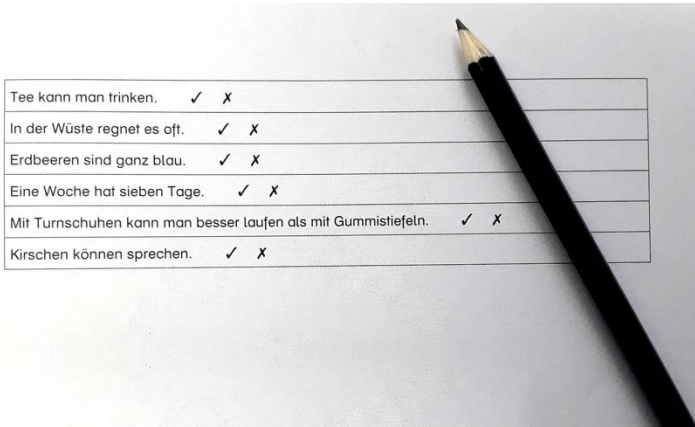 Tee kann man trinken. ✓ ✗
In der Wüste regnet es oft. ✓ ✗
Erdbeeren sind ganz blau. ✓ ✗
Eine Woche hat sieben Tage. ✓ ✗
Mit Turnschuhen kann man besser laufen als mit Gummistiefeln. ✓ ✗
Kirschen können sprechen. ✓ ✗